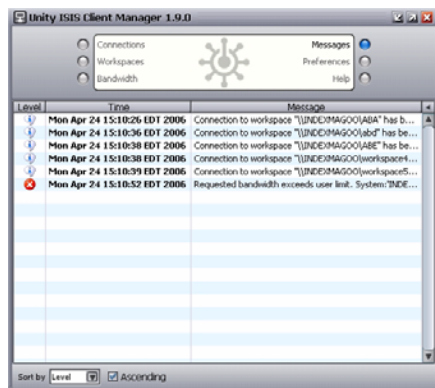 Unity ISIS Client Manager 1.9.0
Connections Messages
Workspaces Preferences
Bandwidth Help
Level Time Message
Mon Apr 24 15:10:26 EDT 2006 Connection to workspace "\\INDEXMAGOO\ABA" has b...
Mon Apr 24 15:10:36 EDT 2006 Connection to workspace "\\INDEXMAGOO\abd" has be...
Mon Apr 24 15:10:38 EDT 2006 Connection to workspace "\\INDEXMAGOO\ABE" has be...
Mon Apr 24 15:10:38 EDT 2006 Connection to workspace "\\INDEXMAGOO\workspace4...
Mon Apr 24 15:10:39 EDT 2006 Connection to workspace "\\INDEXMAGOO\workspace5...
Mon Apr 24 15:10:52 EDT 2006 Requested bandwidth exceeds user limit. System:"INDE...
Sort by Level Ascending